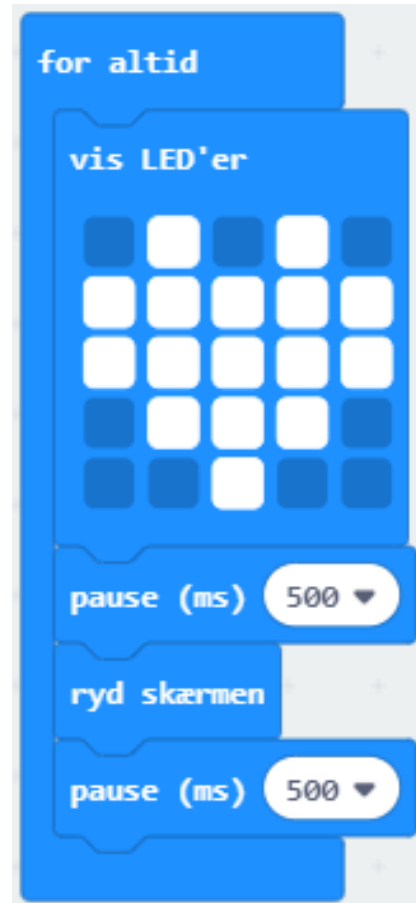 for altid
vis LED'er
pause (ms) 500
ryd skærmen
pause (ms) 500